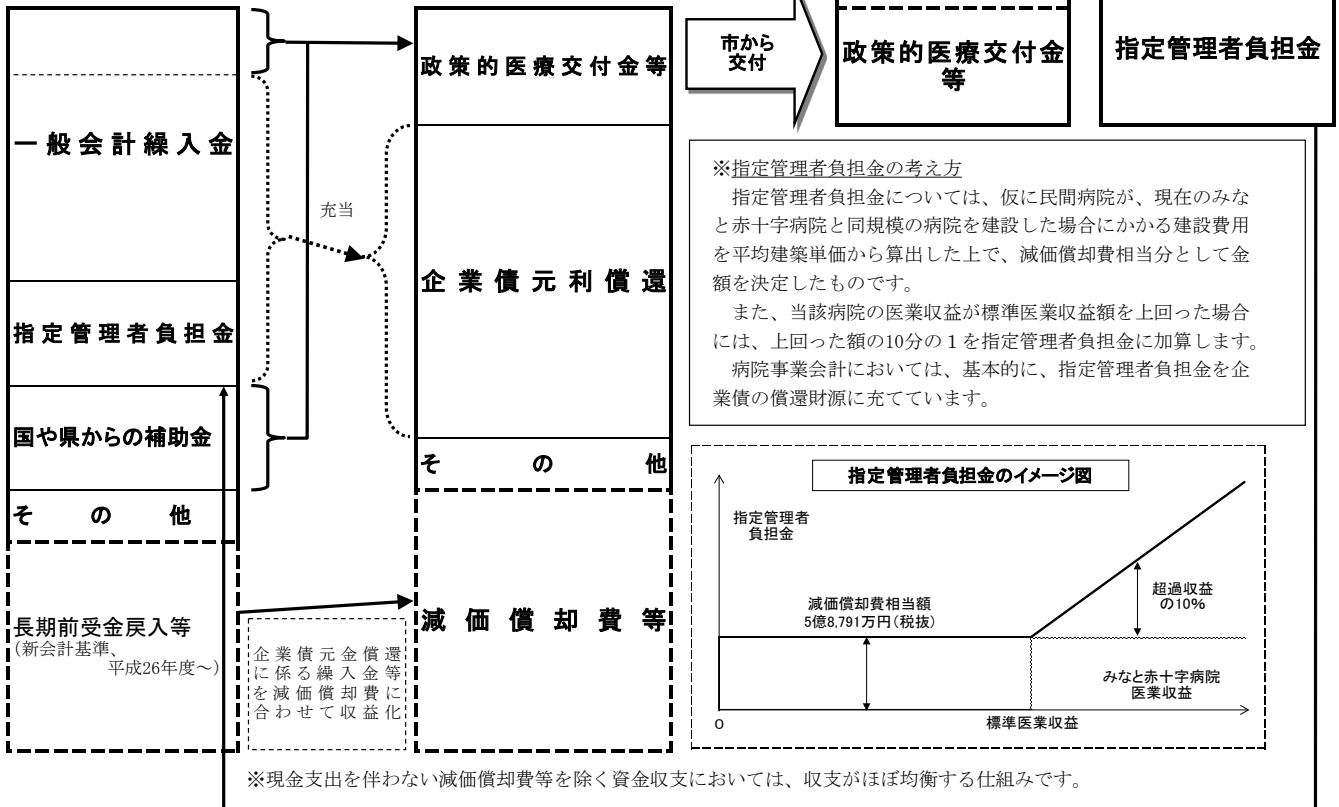 一般会計繰入金
指定管理者負担金
国や県からの補助金
その他
長期前受金戻入等
(新会計基準、
平成26年度～)
充当
企業債元金償還
に係る繰入金等
を減価償却費に
合わせて収益化
政策的医療交付金等
企業債元利償還
その他
減価償却費等
市から
交付
政策的医療交付金
等
指定管理者負担金
※指定管理者負担金の考え方
指定管理者負担金については、仮に民間病院が、現在のみな
と赤十字病院と同規模の病院を建設した場合にかかる建設費用
を平均建築単価から算出した上で、減価償却費相当分として金
額を決定したものです。
また、当該病院の医業収益が標準医業収益額を上回った場合
には、上回った額の10分の１を指定管理者負担金に加算します。
病院事業会計においては、基本的に、指定管理者負担金を企
業債の償還財源に充てています。
指定管理者負担金のイメージ図
指定管理者
負担金
減価償却費相当額
5億8,791万円(税抜)
超過収益
の10%
みなと赤十字病院
医業収益
0
標準医業収益
※現金支出を伴わない減価償却費等を除く資金収支においては、収支がほぼ均衡する仕組みです。